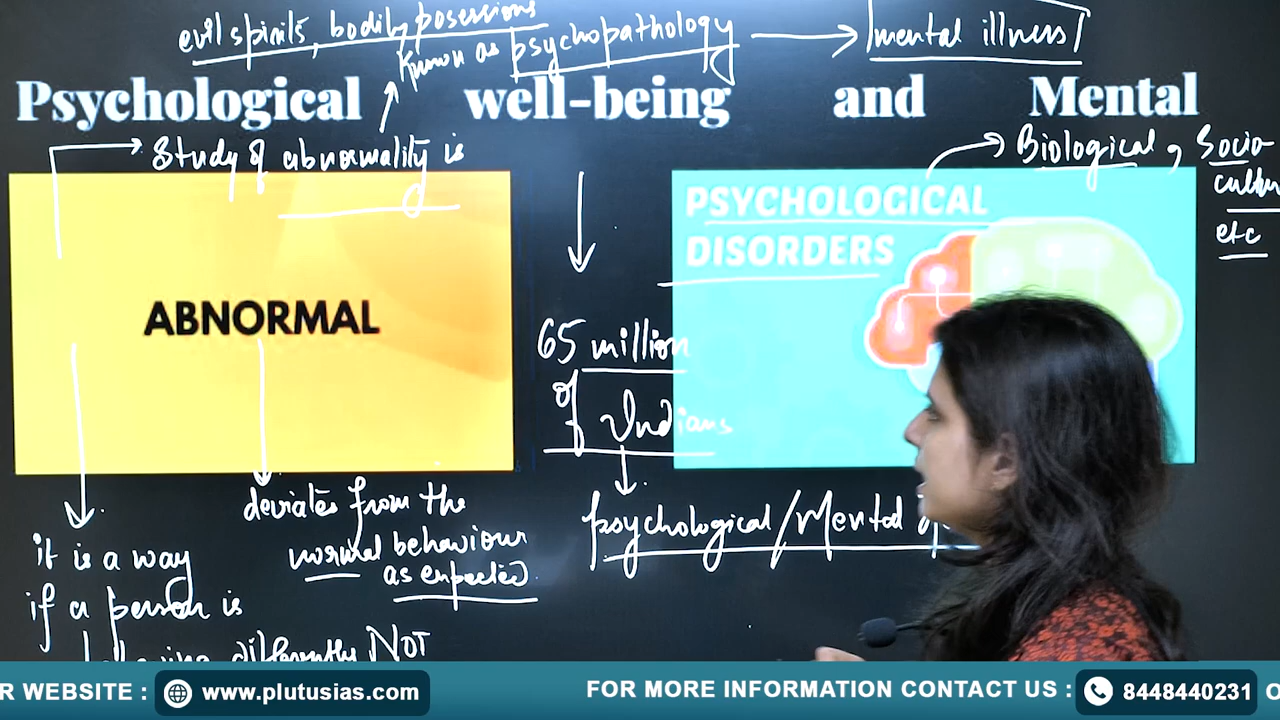 evil spirits, bodily posessions
known as psychopathology → mental illness
Psychological well-being and Mental
Study of abnormality is
Biological, Socio-
cultur
etc
ABNORMAL
PSYCHOLOGICAL
DISORDERS
65 million
of
Indians
psychological/Mental
deviates from the
normal behaviour
as expected.
it is a way
if a person is
differently NOT
R WEBSITE : www.plutusias.com
FOR MORE INFORMATION CONTACT US : 8448440231 O